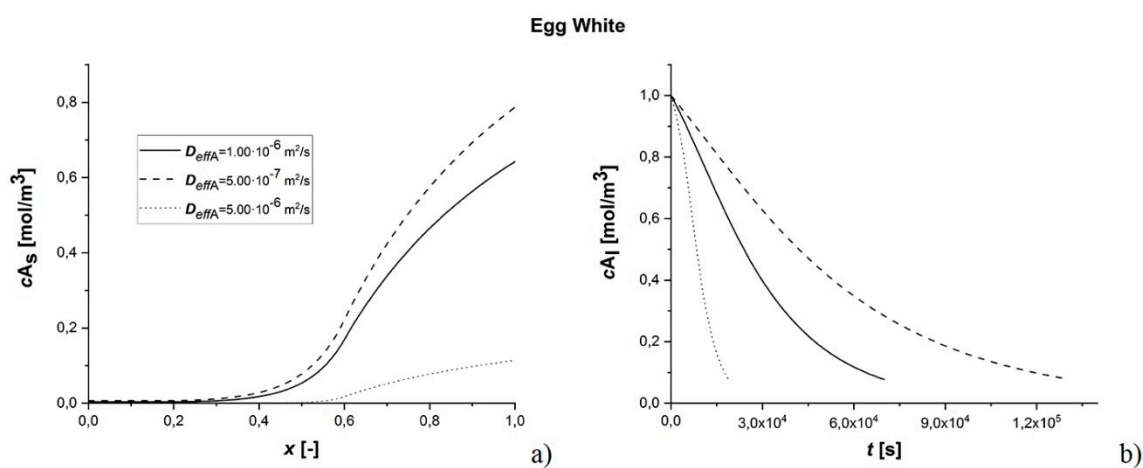 Egg White
cA_s [mol/m³]
0,8
0,6
0,4
0,2
0,0
D_effA=1.00·10⁻⁶ m²/s
D_effA=5.00·10⁻⁷ m²/s
D_effA=5.00·10⁻⁶ m²/s
0,0 0,2 0,4 0,6 0,8 1,0
x [-]
a)
cA_l [mol/m³]
1,0
0,8
0,6
0,4
0,2
0,0
0,0 3,0x10⁴ 6,0x10⁴ 9,0x10⁴ 1,2x10⁵
t [s]
b)